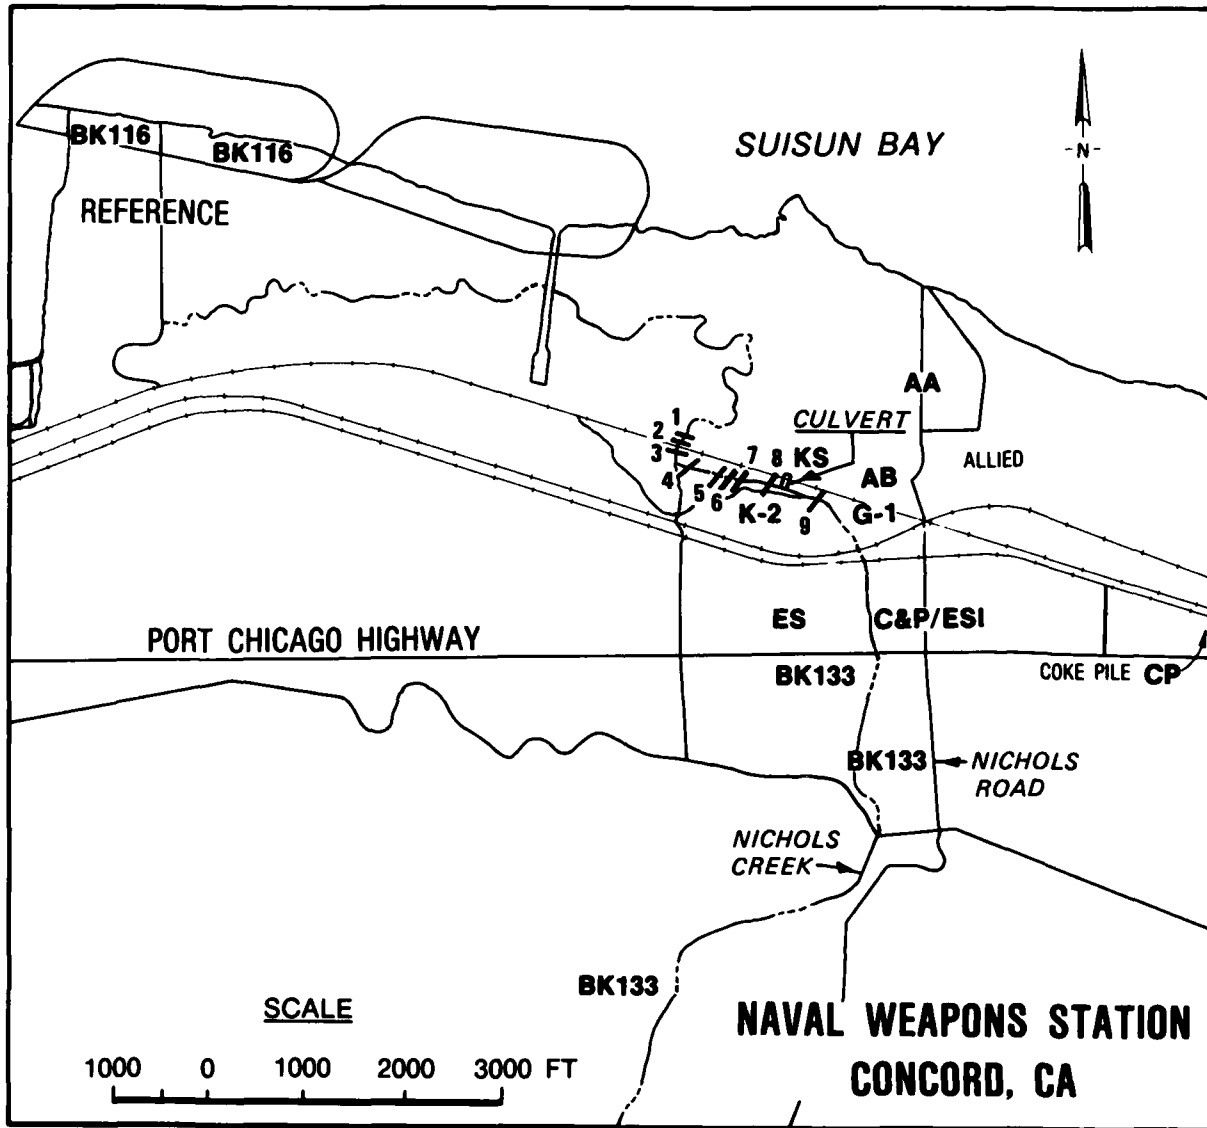 SUISUN BAY
N
BK116
BK116
REFERENCE
AA
1
2
3
4
5
6
7
8
9
CULVERT
KS
AB
ALLIED
K-2
G-1
ES
C&P/ESI
PORT CHICAGO HIGHWAY
BK133
COKE PILE CP
BK133
NICHOLS
ROAD
NICHOLS
CREEK
BK133
SCALE
1000 0 1000 2000 3000 FT
NAVAL WEAPONS STATION
CONCORD, CA